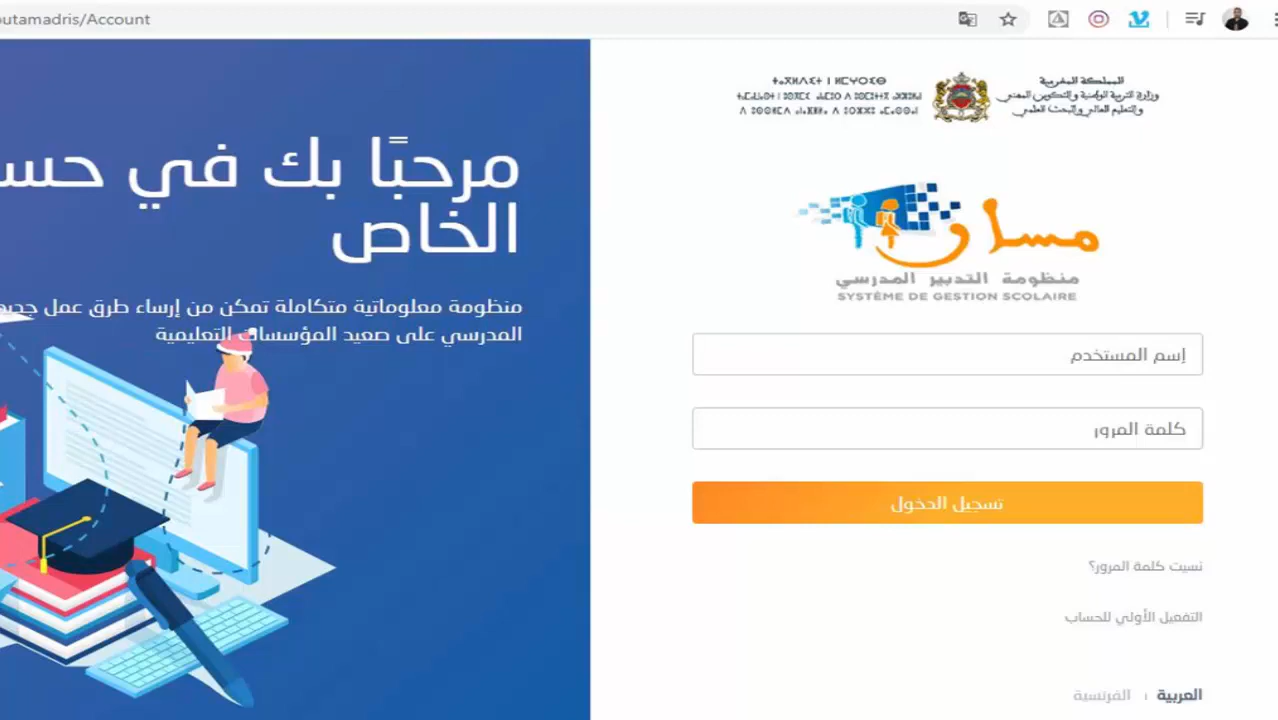 outamadris/Account
مرحبًا بك في حس
الخاص
منظومة معلوماتية متكاملة تمكن من إرساء طرق عمل جديد
المدرسي على صعيد المؤسسات التعليمية
المملكة المغربية
وزارة التربية الوطنية والتكوين المهني
والتعليم العالي والبحث العلمي
ⵜⴰⴳⵍⴷⵉⵜ ⵏ ⵍⵎⵖⵔⵉⴱ
مسار
منظومة التدبير المدرسي
SYSTÈME DE GESTION SCOLAIRE
إسم المستخدم
كلمة المرور
تسجيل الدخول
نسيت كلمة المرور؟
التفعيل الأولي للحساب
العربية | الفرنسية